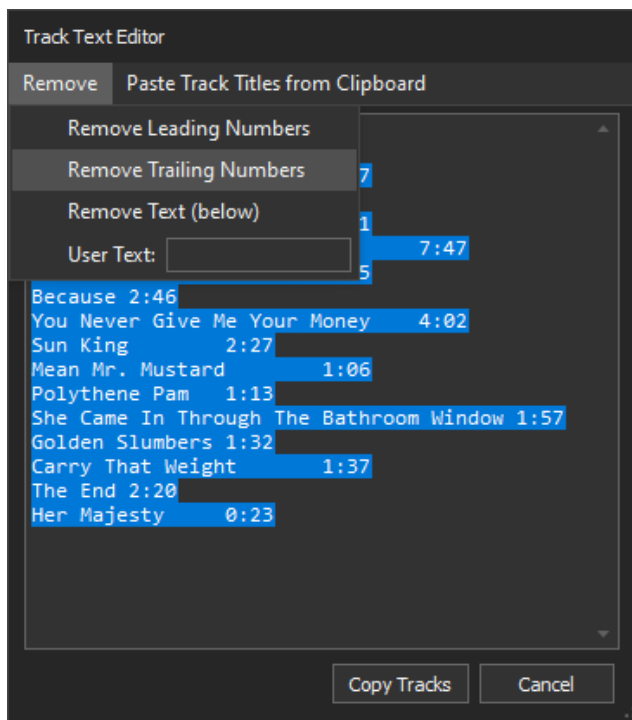 Track Text Editor
Remove Paste Track Titles from Clipboard
Remove Leading Numbers
Remove Trailing Numbers
7
Remove Text (below)
1
User Text:
7:47
5
Because 2:46
You Never Give Me Your Money 4:02
Sun King 2:27
Mean Mr. Mustard 1:06
Polythene Pam 1:13
She Came In Through The Bathroom Window 1:57
Golden Slumbers 1:32
Carry That Weight 1:37
The End 2:20
Her Majesty 0:23
Copy Tracks Cancel